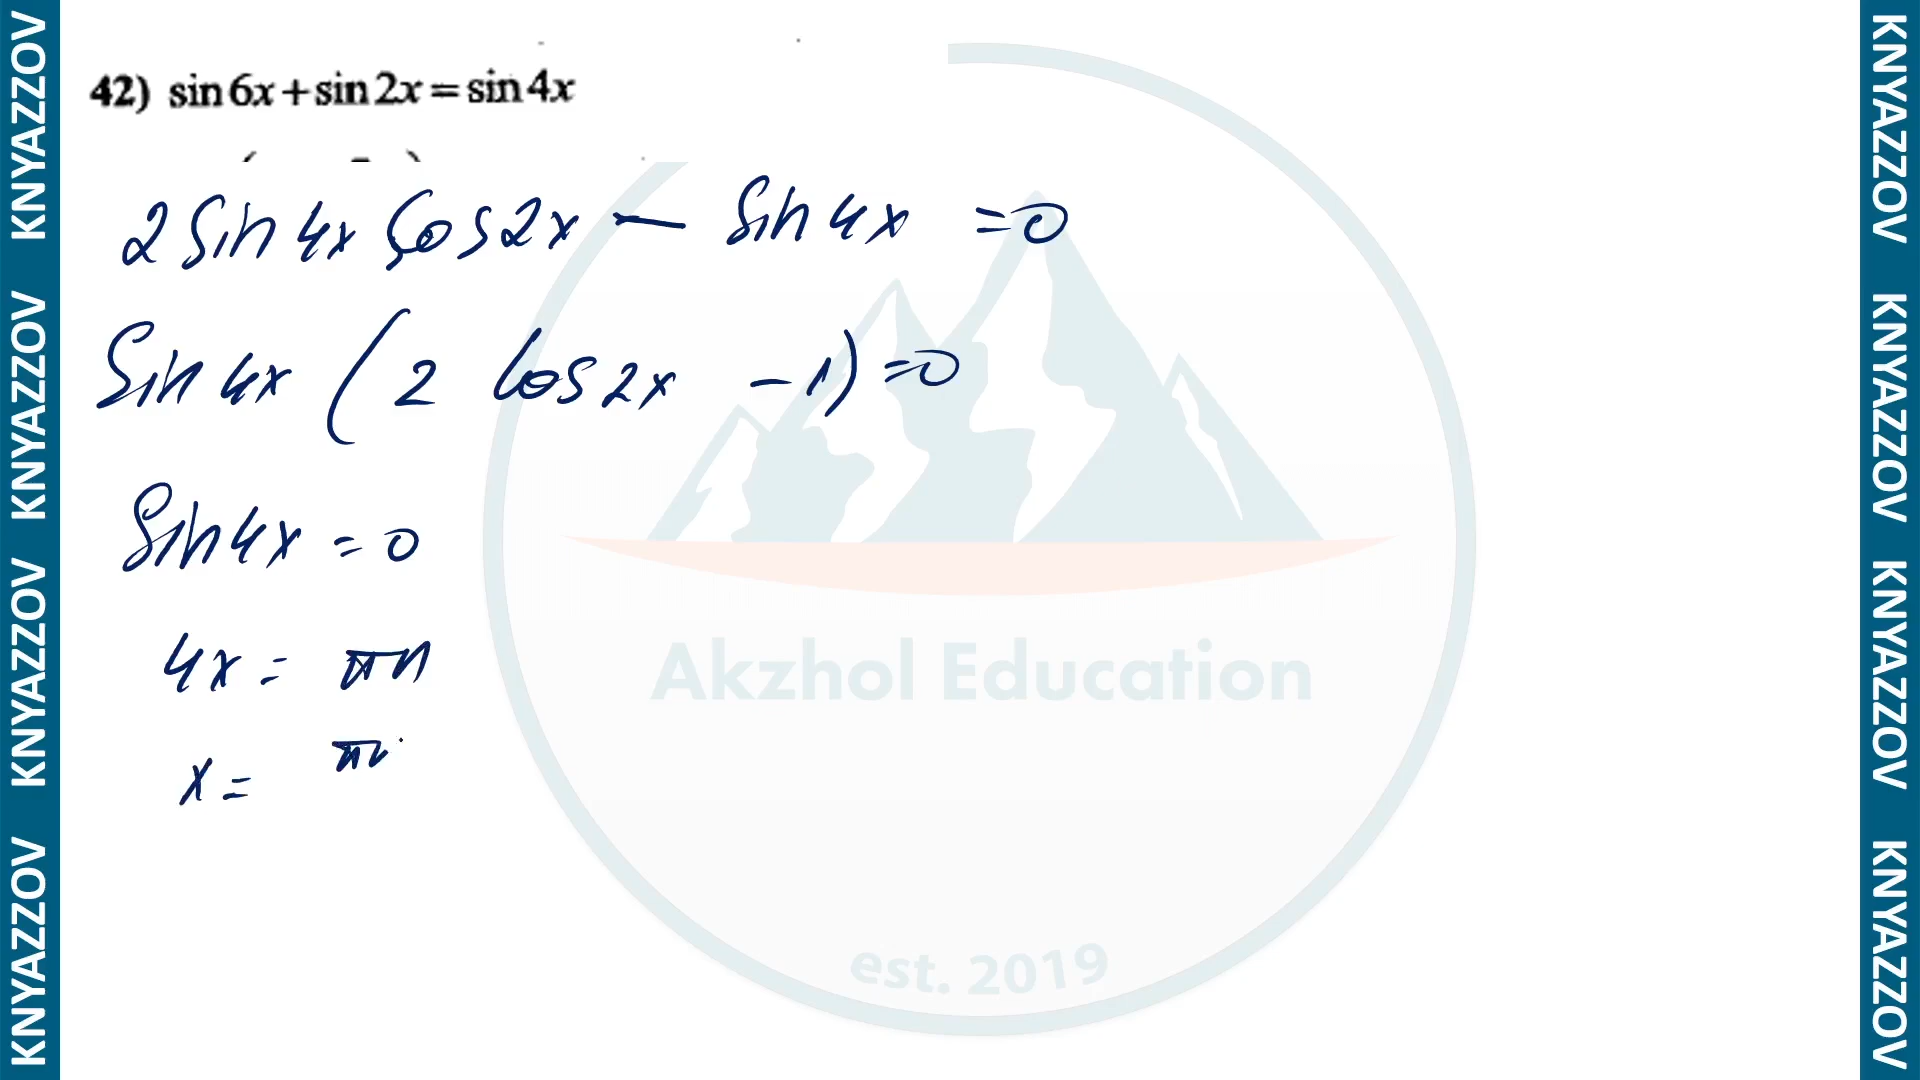 42) sin 6x + sin 2x = sin 4x
2 Sin 4x Cos 2x — Sin 4x = 0
Sin 4x ( 2 Cos 2x - 1) = 0
Sin 4x = 0
4x = πn
x = πn
Akzhol Education
est. 2019
KNYAZZOV KNYAZZOV KNYAZZOV KNYAZZOV
KNYAZZOV KNYAZZOV KNYAZZOV KNYAZZOV